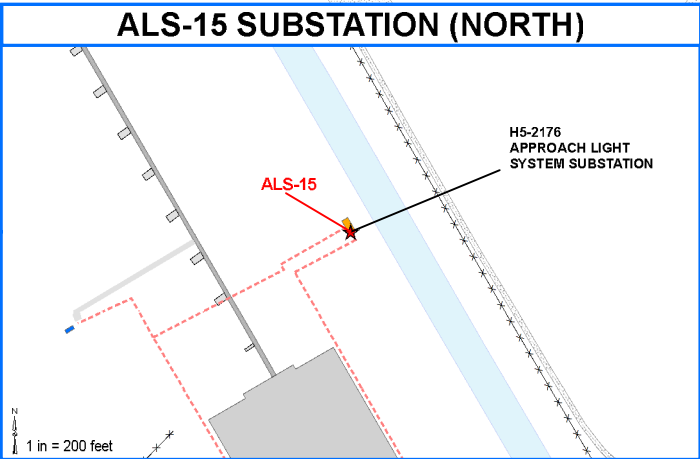 ALS-15 SUBSTATION (NORTH)
H5-2176
APPROACH LIGHT
SYSTEM SUBSTATION
ALS-15
N
1 in = 200 feet